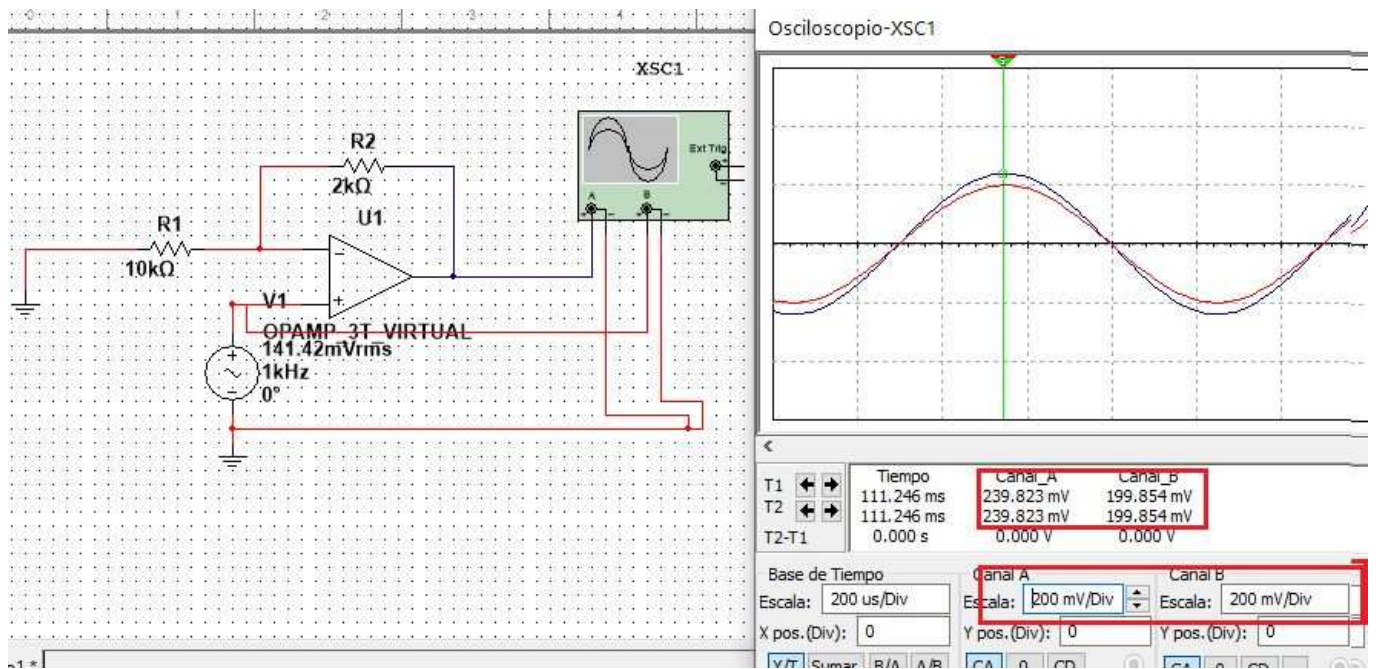 Osciloscopio-XSC1
XSC1
Ext Trig
A
B
R2
2kΩ
U1
R1
10kΩ
V1
OPAMP_3T_VIRTUAL
141.42mVrms
1kHz
0°
Tiempo Canal_A Canal_B
T1 111.246 ms 239.823 mV 199.854 mV
T2 111.246 ms 239.823 mV 199.854 mV
T2-T1 0.000 s 0.000 V 0.000 V
Base de Tiempo Canal A Canal B
Escala: 200 us/Div Escala: 200 mV/Div Escala: 200 mV/Div
X pos.(Div): 0 Y pos.(Div): 0 Y pos.(Div): 0
Y/T Sumar B/A A/B CA 0 CD CA 0 CD